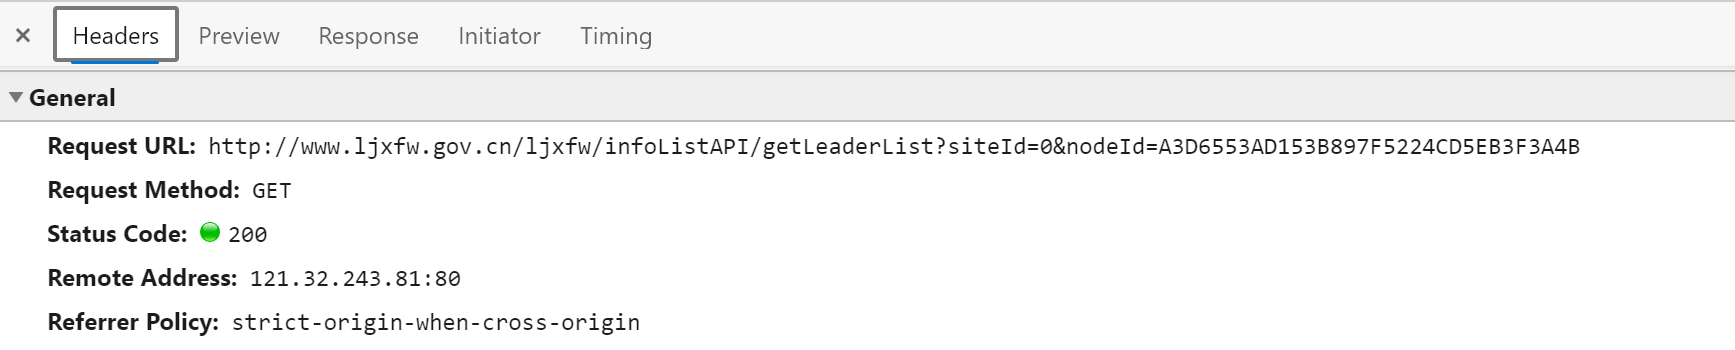 Headers Preview Response Initiator Timing
General
Request URL: http://www.ljxfw.gov.cn/ljxfw/infoListAPI/getLeaderList?siteId=0&nodeId=A3D6553AD153B897F5224CD5EB3F3A4B
Request Method: GET
Status Code: 200
Remote Address: 121.32.243.81:80
Referrer Policy: strict-origin-when-cross-origin